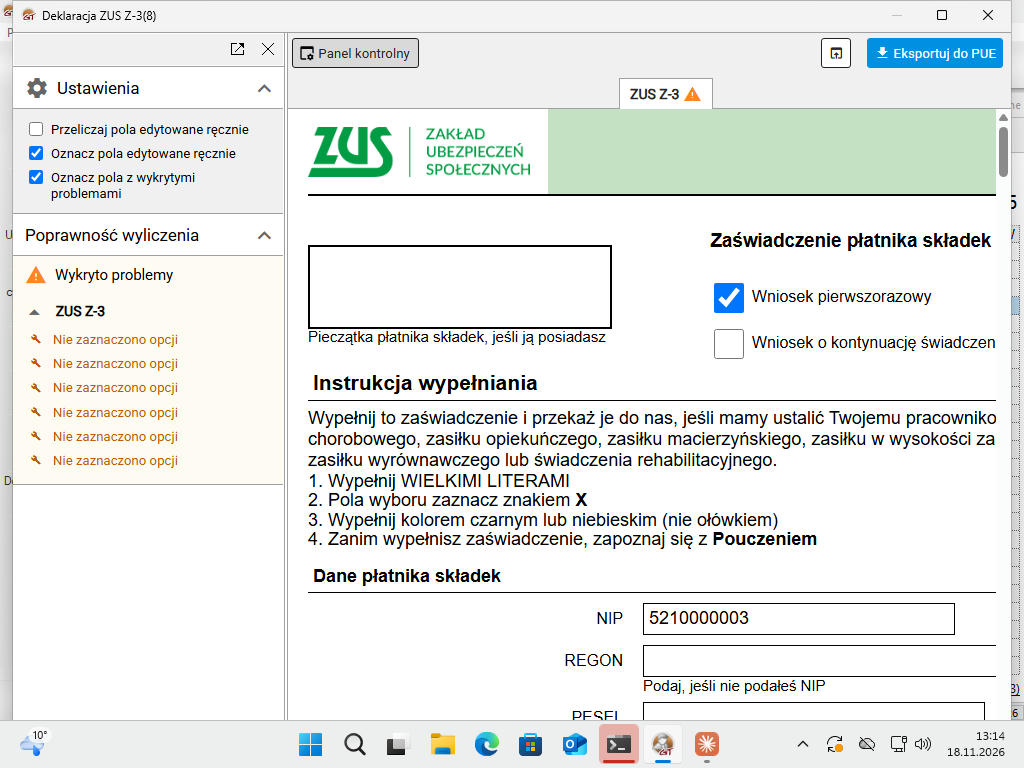 Deklaracja ZUS Z-3(8)
Panel kontrolny
Eksportuj do PUE
Ustawienia
Przeliczaj pola edytowane ręcznie
Oznacz pola edytowane ręcznie
Oznacz pola z wykrytymi
problemami
Poprawność wyliczenia
Wykryto problemy
ZUS Z-3
Nie zaznaczono opcji
Nie zaznaczono opcji
Nie zaznaczono opcji
Nie zaznaczono opcji
Nie zaznaczono opcji
Nie zaznaczono opcji
ZUS Z-3
ZUS
ZAKŁAD
UBEZPIECZEŃ
SPOŁECZNYCH
Zaświadczenie płatnika składek
Wniosek pierwszorazowy
Pieczątka płatnika składek, jeśli ją posiadasz
Wniosek o kontynuację świadczen
Instrukcja wypełniania
Wypełnij to zaświadczenie i przekaż je do nas, jeśli mamy ustalić Twojemu pracowniko
chorobowego, zasiłku opiekuńczego, zasiłku macierzyńskiego, zasiłku w wysokości za
zasiłku wyrównawczego lub świadczenia rehabilitacyjnego.
1. Wypełnij WIELKIMI LITERAMI
2. Pola wyboru zaznacz znakiem X
3. Wypełnij kolorem czarnym lub niebieskim (nie ołówkiem)
4. Zanim wypełnisz zaświadczenie, zapoznaj się z Pouczeniem
Dane płatnika składek
NIP 5210000003
REGON
Podaj, jeśli nie podałeś NIP
PESEL
10°
13:14
18.11.2026